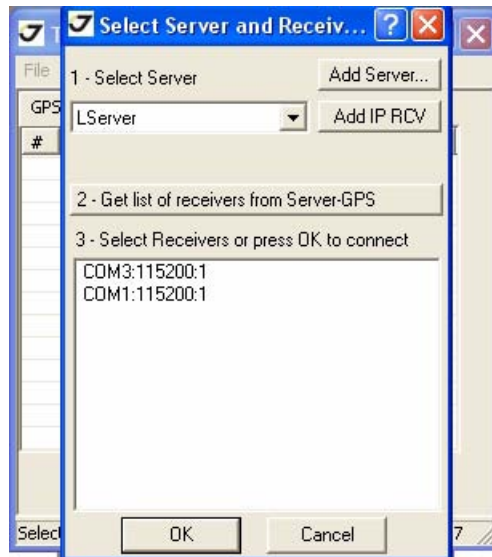 Select Server and Receiv...
File
GPS
#
1 - Select Server
Add Server...
LServer
Add IP RCV
2 - Get list of receivers from Server-GPS
3 - Select Receivers or press OK to connect
COM3:115200:1
COM1:115200:1
OK
Cancel
Selec
7